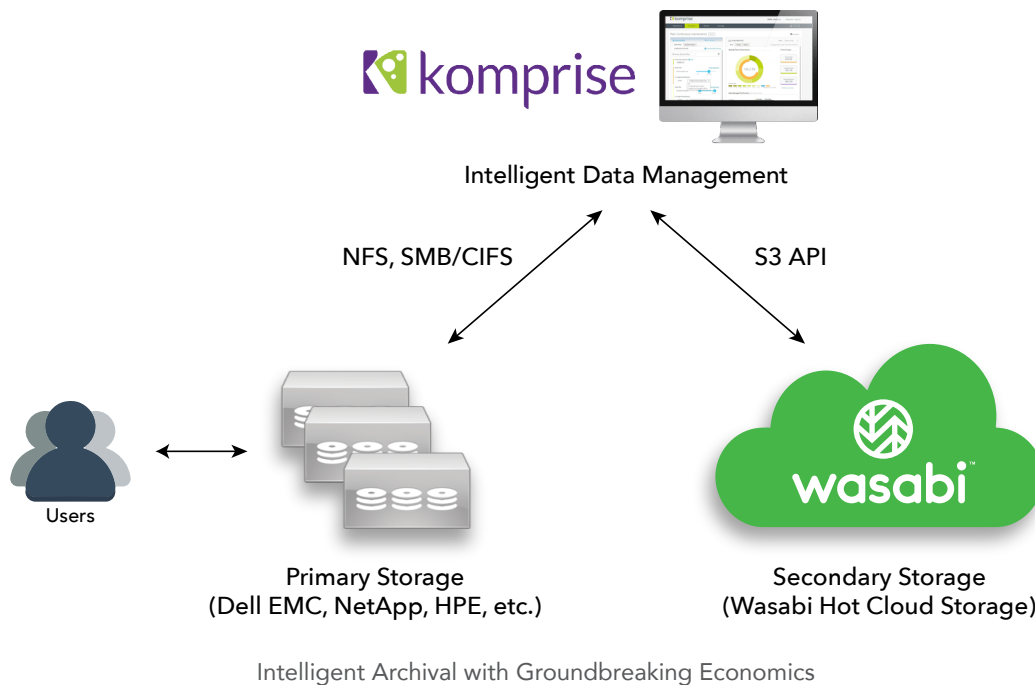 komprise
Intelligent Data Management
NFS, SMB/CIFS
S3 API
wasabi™
Users
Primary Storage
(Dell EMC, NetApp, HPE, etc.)
Secondary Storage
(Wasabi Hot Cloud Storage)
Intelligent Archival with Groundbreaking Economics